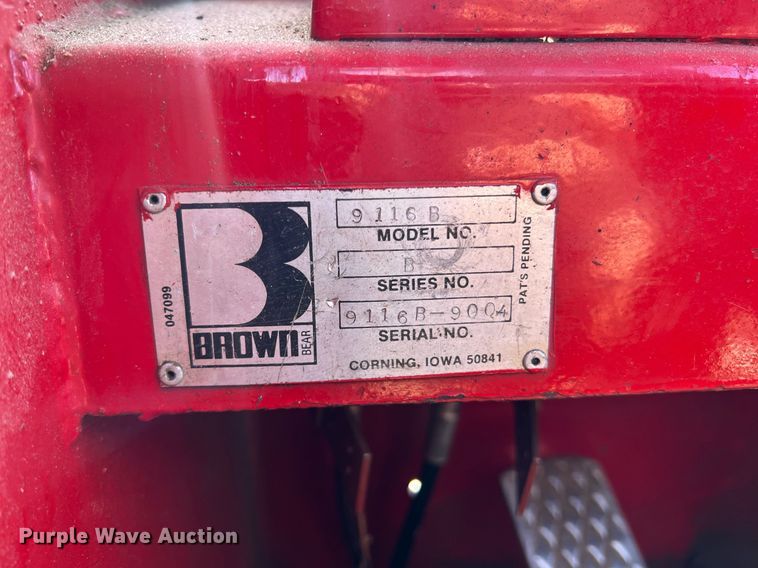 9116B
MODEL NO.
B
SERIES NO.
9116B-9004
SERIAL NO.
CORNING, IOWA 50841
PAT'S PENDING
047099
B
BROWN
BEAR
Purple Wave Auction